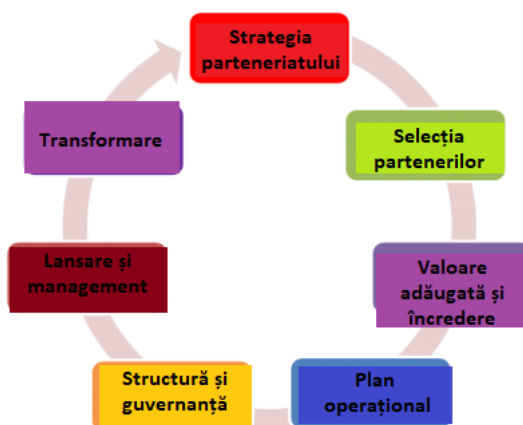 Strategia
parteneriatului
Selecția
partenerilor
Valoare
adăugată și
încredere
Plan
operațional
Structură și
guvernanță
Lansare și
management
Transformare